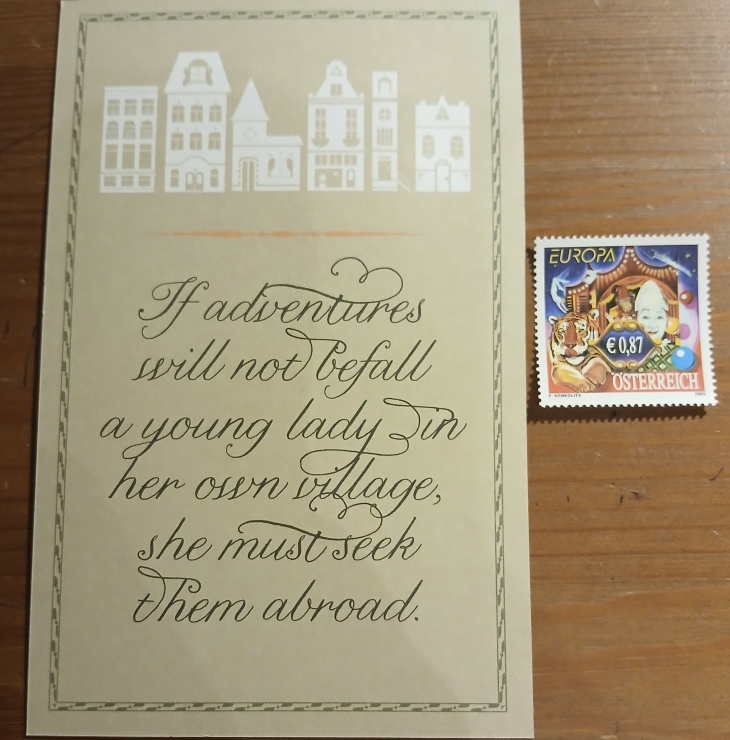 If adventures
will not befall
a young lady in
her own village,
she must seek
them abroad.
EUROPA
€ 0,87
ÖSTERREICH